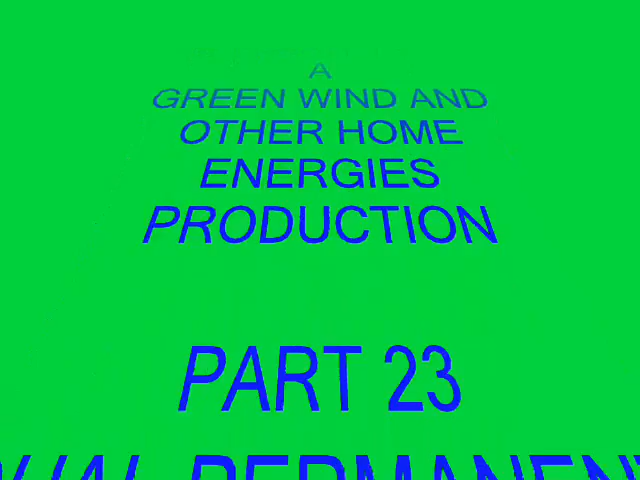 A
GREEN WIND AND
OTHER HOME
ENERGIES
PRODUCTION
PART 23